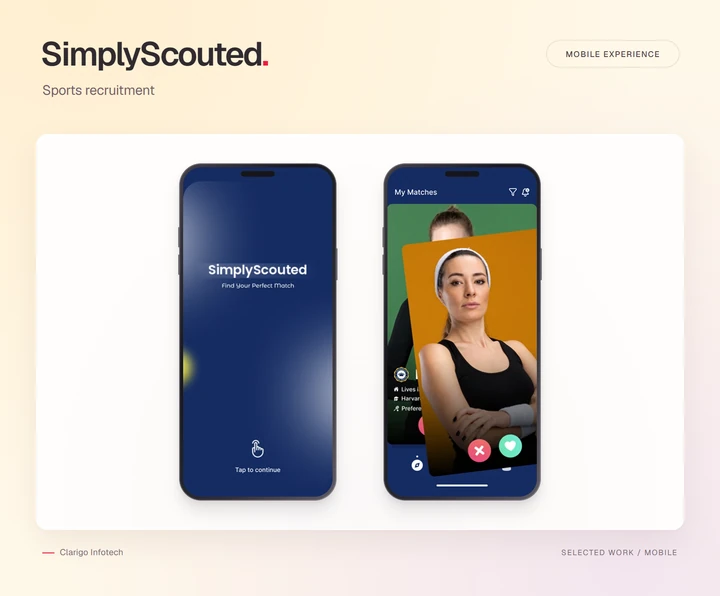 SimplyScouted.
MOBILE EXPERIENCE
Sports recruitment
SimplyScouted
Find Your Perfect Match
Tap to continue
My Matches
Lives
Harvar
Prefere
Clarigo Infotech
SELECTED WORK / MOBILE